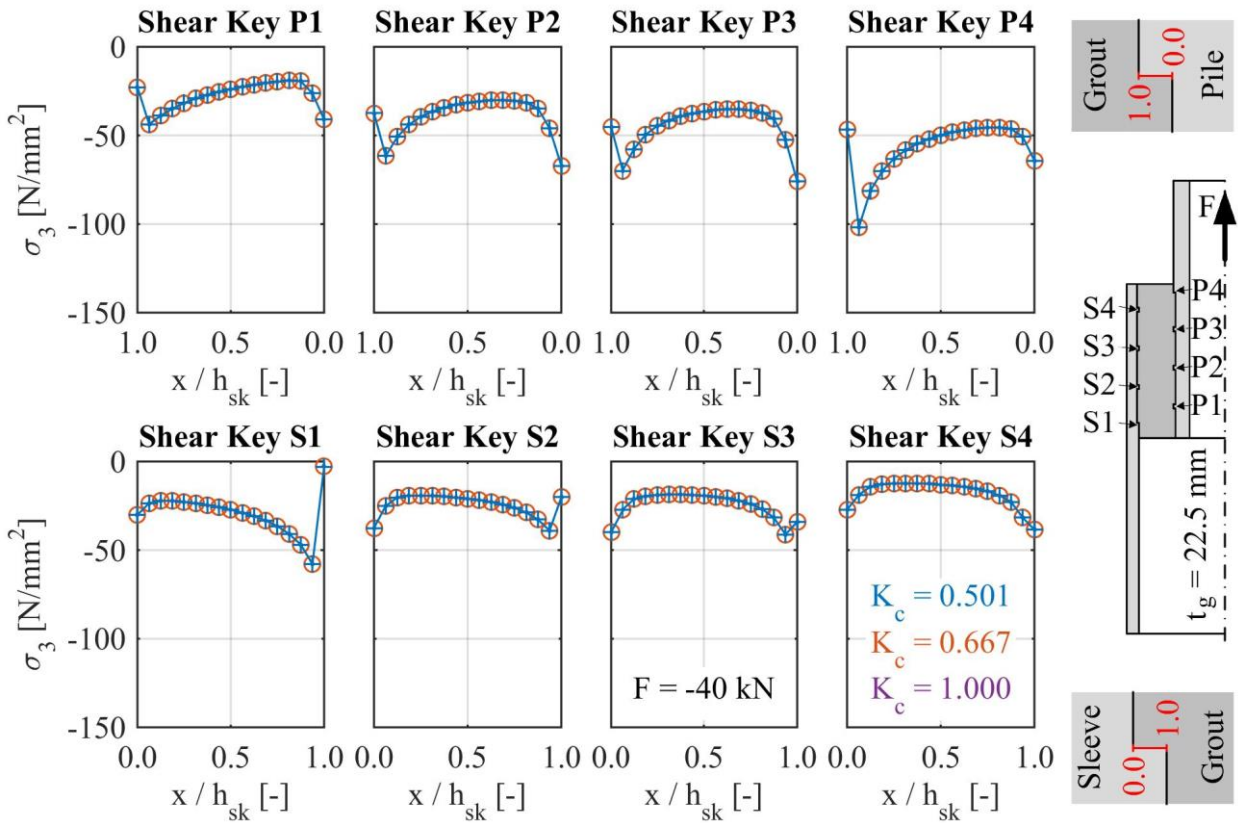 Shear Key P1
Shear Key P2
Shear Key P3
Shear Key P4
0
-50
-100
-150
σ3 [N/mm2]
1.0 0.5 0.0
1.0 0.5 0.0
1.0 0.5 0.0
1.0 0.5 0.0
x / hsk [-]
x / hsk [-]
x / hsk [-]
x / hsk [-]
Shear Key S1
Shear Key S2
Shear Key S3
Shear Key S4
0
-50
-100
-150
σ3 [N/mm2]
F = -40 kN
Kc = 0.501
Kc = 0.667
Kc = 1.000
0.0 0.5 1.0
0.0 0.5 1.0
0.0 0.5 1.0
0.0 0.5 1.0
x / hsk [-]
x / hsk [-]
x / hsk [-]
x / hsk [-]
Grout
1.0
0.0
Pile
F
S4
S3
S2
S1
P4
P3
P2
P1
tg = 22.5 mm
Sleeve
0.0
1.0
Grout